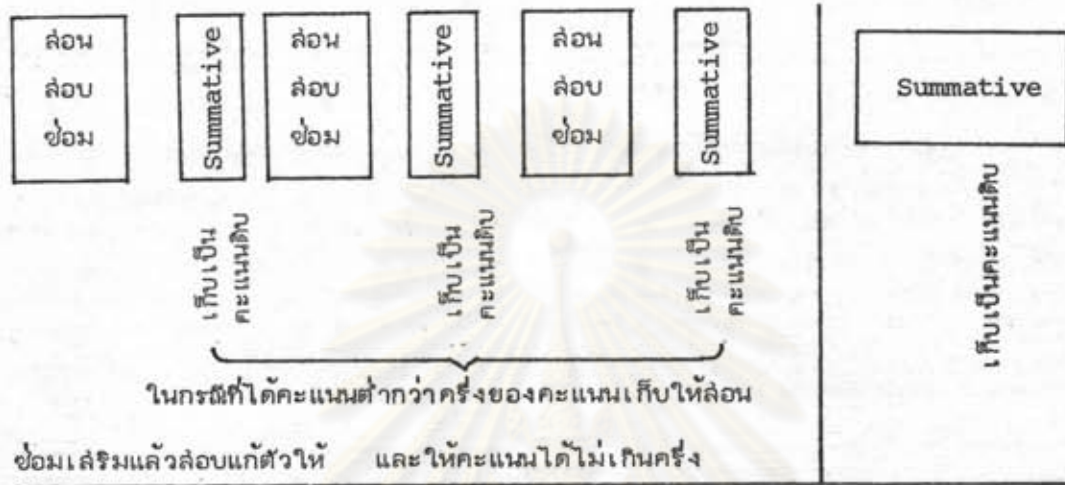 สอน
สอบ
ซ่อม
Summative
สอน
สอบ
ซ่อม
Summative
สอน
สอบ
ซ่อม
Summative
Summative
เก็บเป็น
คะแนนดิบ
เก็บเป็น
คะแนนดิบ
เก็บเป็น
คะแนนดิบ
เก็บเป็นคะแนนดิบ
ในกรณีที่ได้คะแนนต่ำกว่าครึ่งของคะแนนเก็บให้สอน
ซ่อมเสริมแล้วสอบแก้ตัวให้ และให้คะแนนได้ไม่เกินครึ่ง